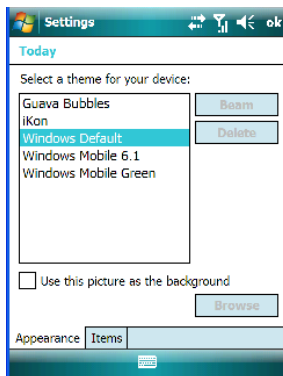 Settings ok
Today
Select a theme for your device:
Guava Bubbles Beam
iKon Delete
Windows Default
Windows Mobile 6.1
Windows Mobile Green
Use this picture as the background
Browse
Appearance Items